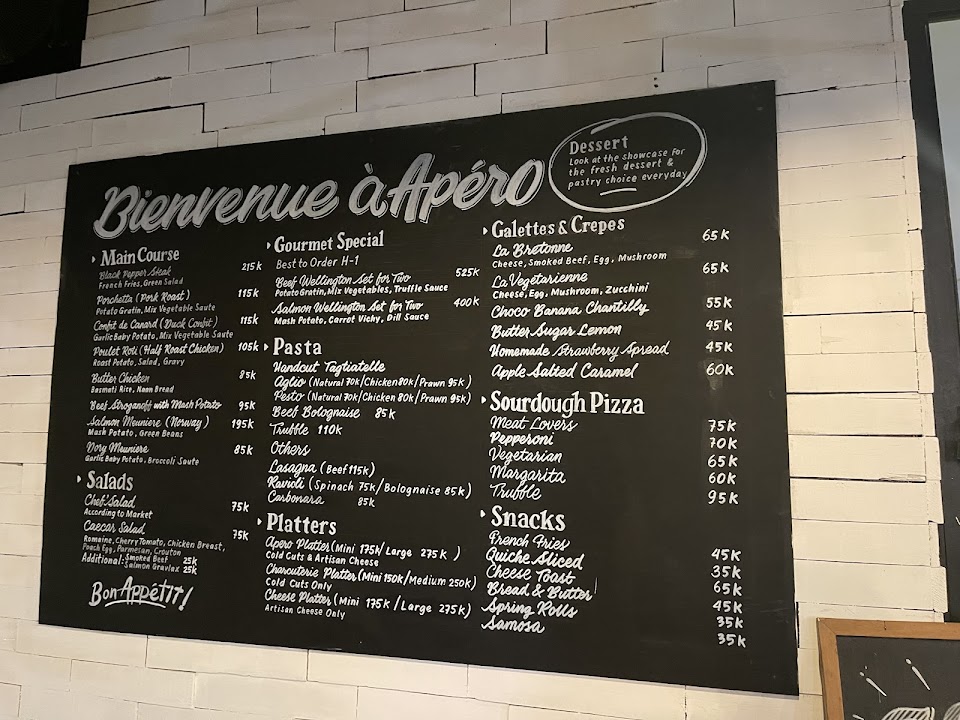 Bienvenue à Apéro
Dessert
Look at the showcase for
the fresh dessert &
pastry choice everyday
Main Course
Black Pepper Steak 215K
French Fries, Green Salad
Porchetta (Pork Roast) 115K
Potato Gratin, Mix Vegetable Saute
Confit de Canard (Duck Confit) 115K
Garlic Baby Potato, Mix Vegetable Saute
Poulet Roti (Half Roast Chicken) 105K
Roast Potato, Salad, Gravy
Butter Chicken 85K
Basmati Rice, Naan Bread
Beef Stroganoff with Mash Potato 95K
Salmon Meuniere (Norway) 195K
Mash Potato, Green Beans
Dory Meuniere 85K
Garlic Baby Potato, Broccoli Saute
Salads
Chef'Salad 75K
According to Market
Caecar Salad 75K
Romaine, Cherry Tomato, Chicken Breast,
Poach Egg, Parmesan, Crouton
Additional: Smoked Beef 25K
Salmon Gravlax 25K
Bon Appétit!
Gourmet Special
Best to Order H-1
Beef Wellington Set for Two 525K
Potato Gratin, Mix Vegetables, Truffle Sauce
Salmon Wellington Set for Two 400K
Mash Potato, Carrot Vichy, Dill Sauce
Pasta
Handcut Tagliatelle
Aglio (Natural 70K/Chicken 80K/Prawn 95K)
Pesto (Natural 70K/Chicken 80K/Prawn 95K)
Beef Bolognaise 85K
Truffle 110K
Others
Lasagna (Beef 115K)
Ravioli (Spinach 75K/Bolognaise 85K)
Carbonara 85K
Platters
Apero Platter (Mini 175K/Large 275K )
Cold Cuts & Artisan Cheese
Charcuterie Platter (Mini 150K/Medium 250K)
Cold Cuts Only
Cheese Platter (Mini 175K / Large 275K)
Artisan Cheese Only
Galettes & Crepes
La Bretonne 65K
Cheese, Smoked Beef, Egg, Mushroom
La Vegetarienne 65K
Cheese, Egg, Mushroom, Zucchini
Choco Banana Chantilly 55K
Butter Sugar Lemon 45K
Homemade Strawberry Spread 45K
Apple Salted Caramel 60K
Sourdough Pizza
Meat Lovers 75K
Pepperoni 70K
Vegetarian 65K
Margarita 60K
Truffle 95K
Snacks
French Fries 45K
Quiche Sliced 35K
Cheese Toast 65K
Bread & Butter 45K
Spring Rolls 35K
Samosa 35K